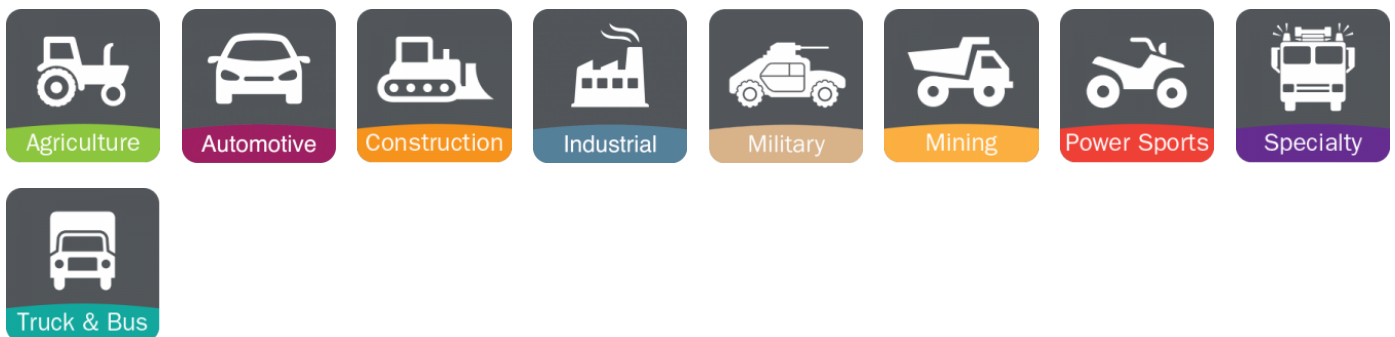 Agriculture
Automotive
Construction
Industrial
Military
Mining
Power Sports
Specialty
Truck & Bus